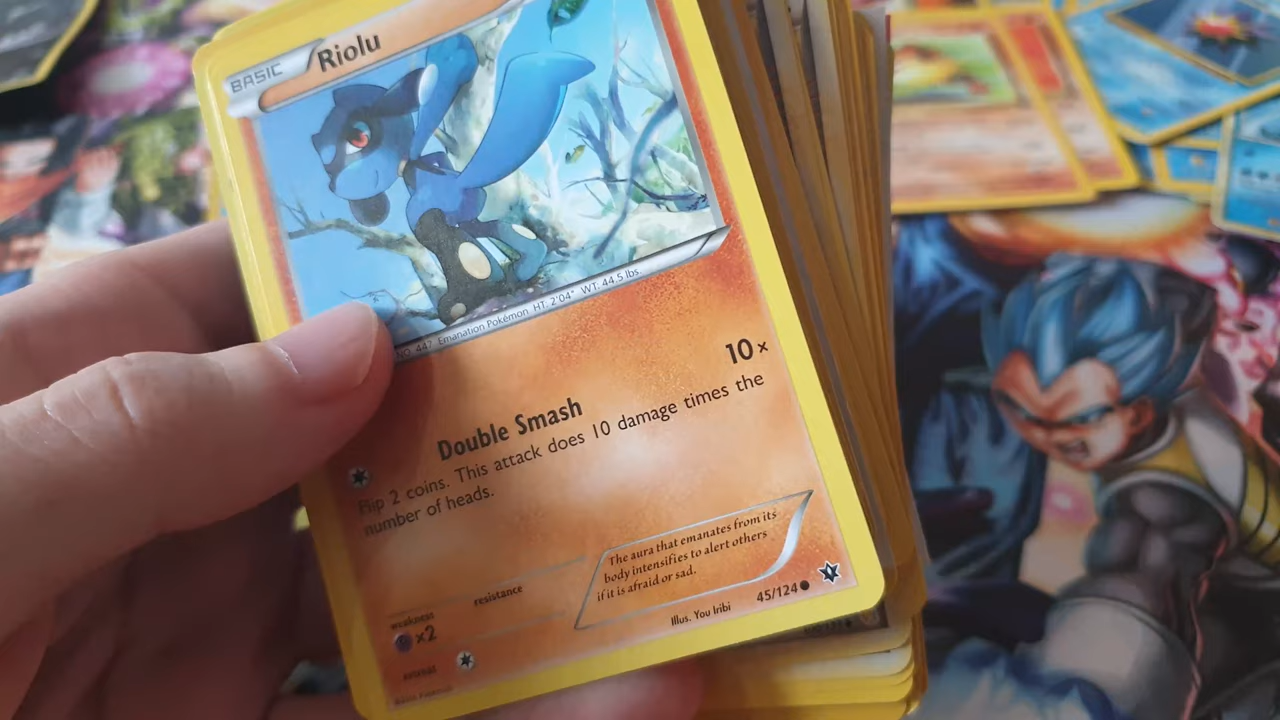 BASIC Riolu
NO. 447 Emanation Pokémon HT: 2'04" WT: 44.5 lbs.
10×
Double Smash
Flip 2 coins. This attack does 10 damage times the
number of heads.
The aura that emanates from its
body intensifies to alert others
if it is afraid or sad.
weakness
resistance
×2
45/124
Illus. You Iribi
retreat